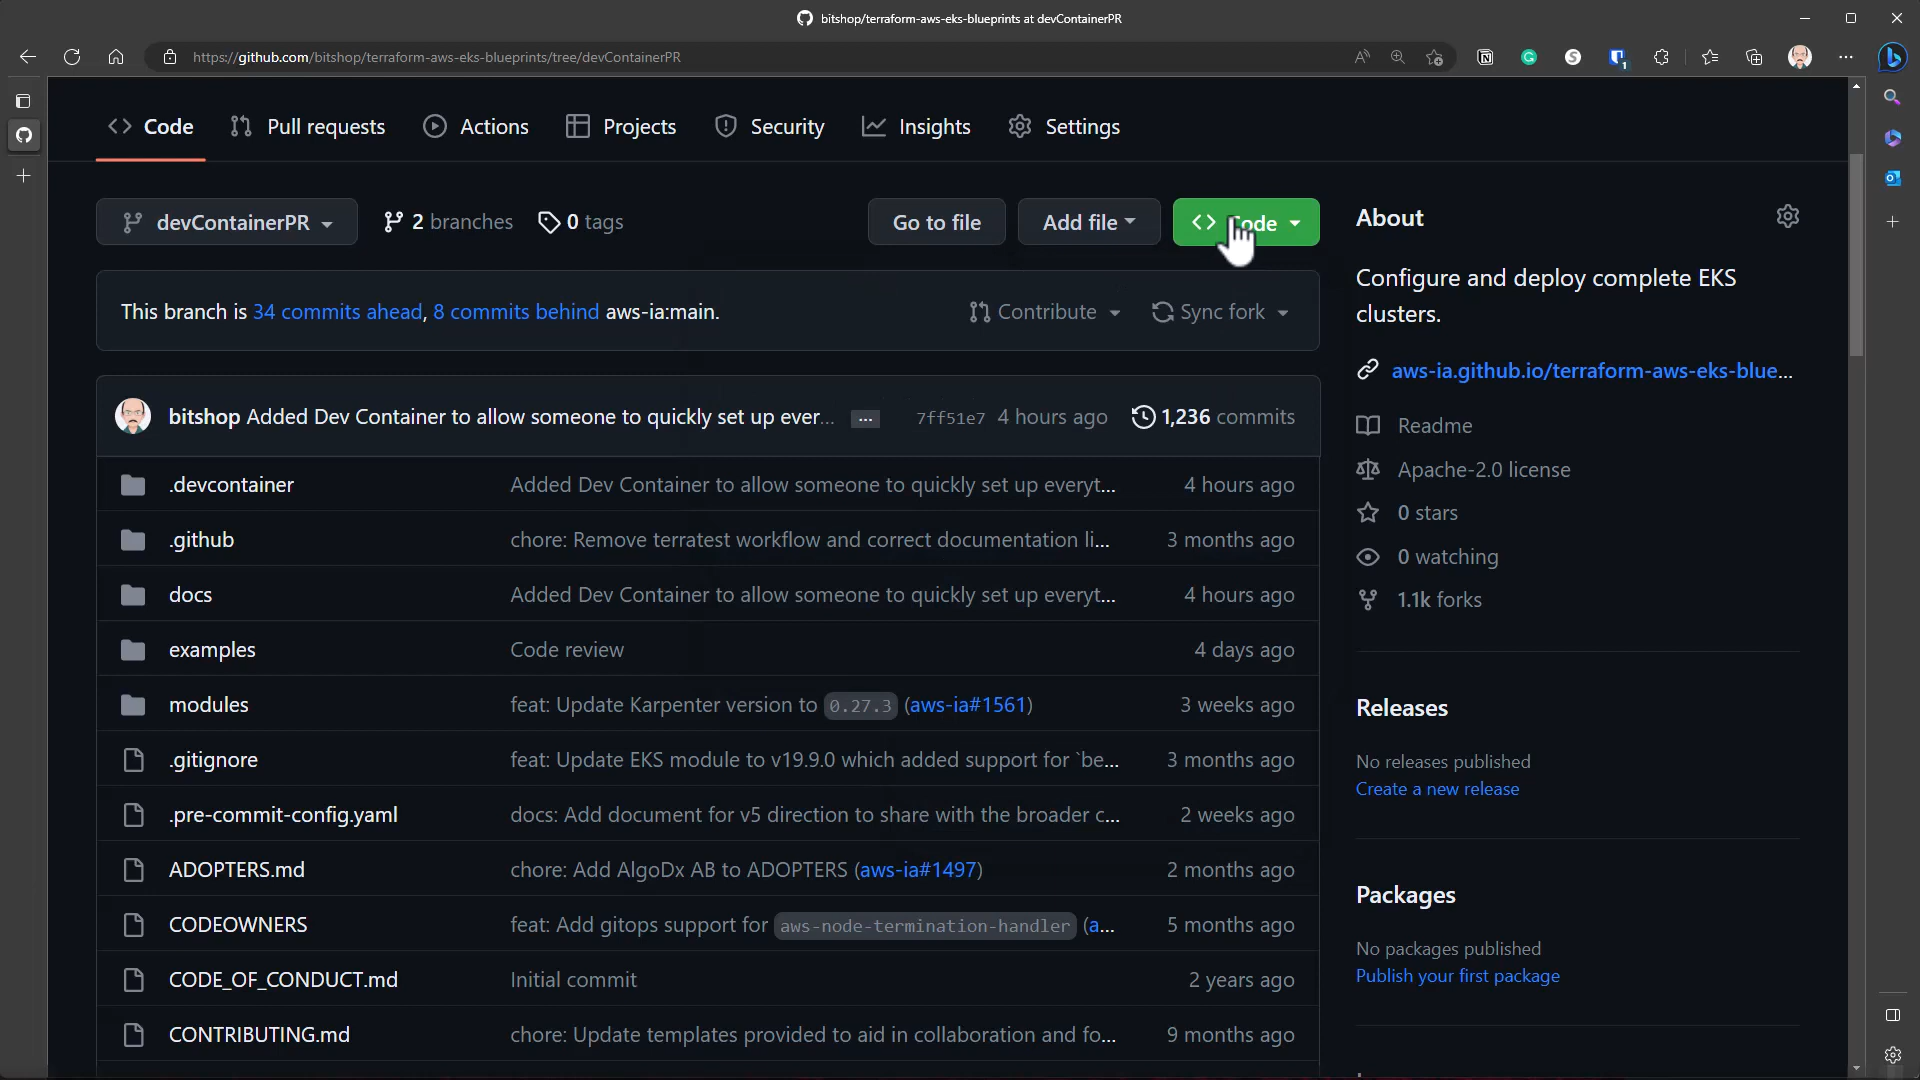 bitshop/terraform-aws-eks-blueprints at devContainerPR
https://github.com/bitshop/terraform-aws-eks-blueprints/tree/devContainerPR
Code Pull requests Actions Projects Security Insights Settings
devContainerPR 2 branches 0 tags Go to file Add file
This branch is 34 commits ahead, 8 commits behind aws-ia:main. Contribute Sync fork
bitshop Added Dev Container to allow someone to quickly set up ever... ... 7ff51e7 4 hours ago 1,236 commits
.devcontainer Added Dev Container to allow someone to quickly set up everyt... 4 hours ago
.github chore: Remove terratest workflow and correct documentation li... 3 months ago
docs Added Dev Container to allow someone to quickly set up everyt... 4 hours ago
examples Code review 4 days ago
modules feat: Update Karpenter version to 0.27.3 (aws-ia#1561) 3 weeks ago
.gitignore feat: Update EKS module to v19.9.0 which added support for `be... 3 months ago
.pre-commit-config.yaml docs: Add document for v5 direction to share with the broader c... 2 weeks ago
ADOPTERS.md chore: Add AlgoDx AB to ADOPTERS (aws-ia#1497) 2 months ago
CODEOWNERS feat: Add gitops support for aws-node-termination-handler (a... 5 months ago
CODE_OF_CONDUCT.md Initial commit 2 years ago
CONTRIBUTING.md chore: Update templates provided to aid in collaboration and fo... 9 months ago
About
Configure and deploy complete EKS
clusters.
aws-ia.github.io/terraform-aws-eks-blue...
Readme
Apache-2.0 license
0 stars
0 watching
1.1k forks
Releases
No releases published
Create a new release
Packages
No packages published
Publish your first package